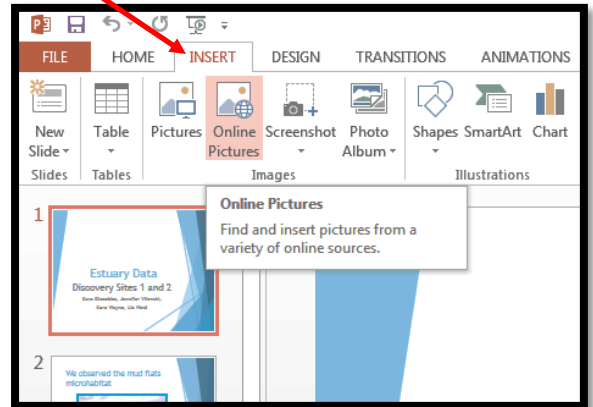 FILE HOME INSERT DESIGN TRANSITIONS ANIMATIONS
New Slide Table Pictures Online Pictures Screenshot Photo Album Shapes SmartArt Chart
Slides Tables Images Illustrations
Online Pictures
Find and insert pictures from a
variety of online sources.
1
Estuary Data
Discovery Sites 1 and 2
2
We observed the mud flats
microhabitat